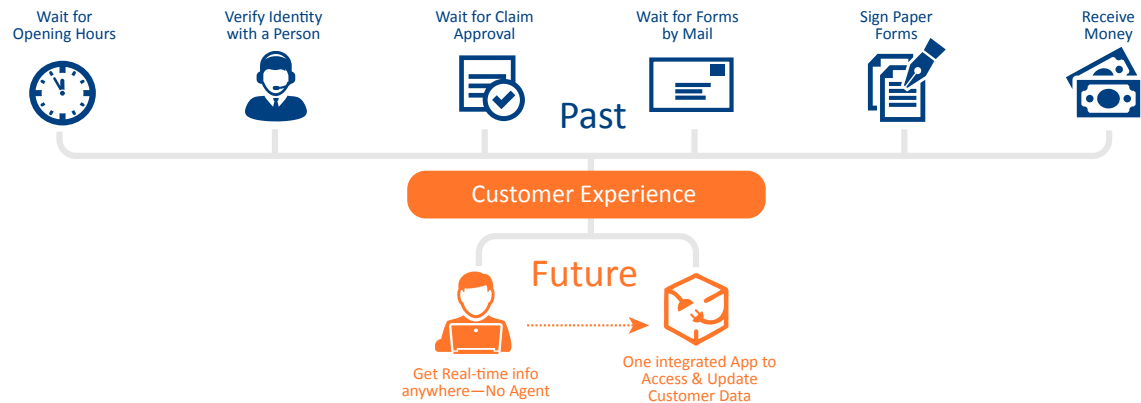 Wait for
Opening Hours
Verify Identity
with a Person
Wait for Claim
Approval
Wait for Forms
by Mail
Sign Paper
Forms
Receive
Money
Past
Customer Experience
Future
Get Real-time info
anywhere—No Agent
One integrated App to
Access & Update
Customer Data